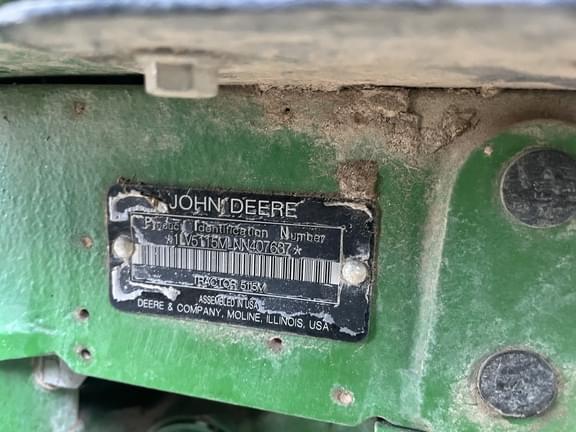 JOHN DEERE
Product Identification Number
*1LV5115MLNN407687*
TRACTOR 5115M
ASSEMBLED IN USA
DEERE & COMPANY, MOLINE, ILLINOIS, USA